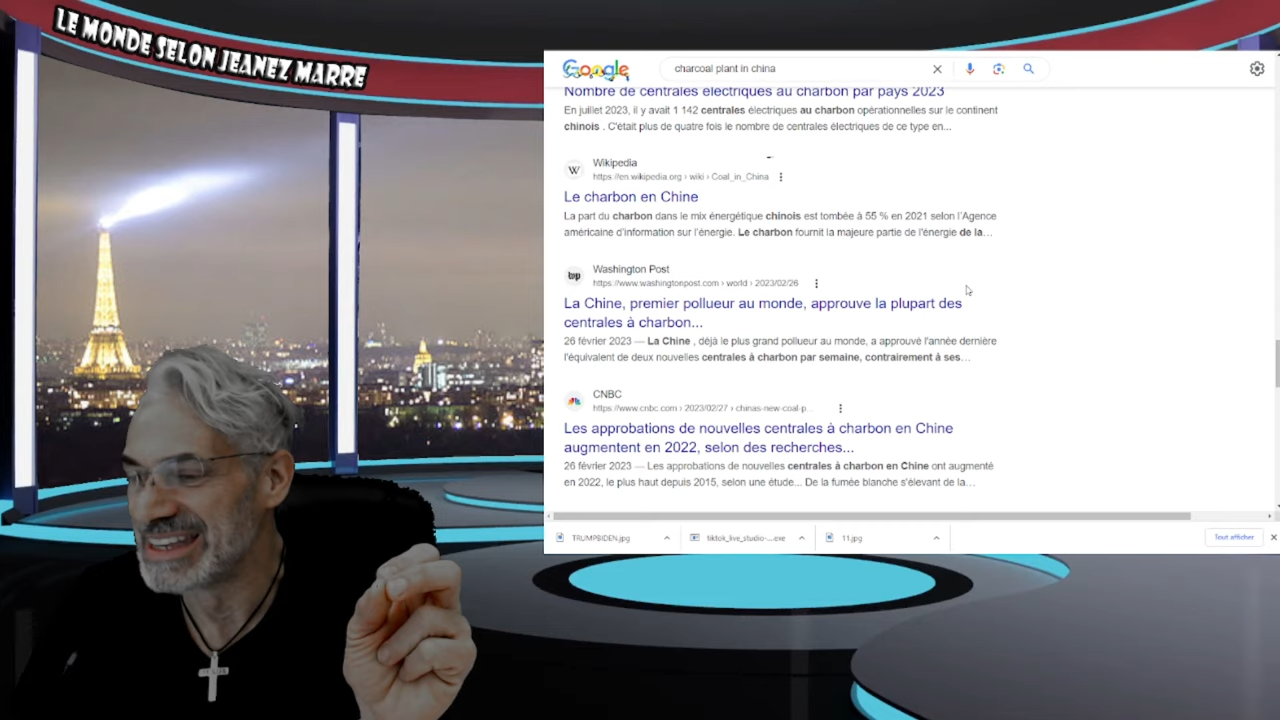 LE MONDE SELON JEANEZ MARRE
Google
charcoal plant in china
Nombre de centrales électriques au charbon par pays 2023
En juillet 2023, il y avait 1 142 centrales électriques au charbon opérationnelles sur le continent
chinois . C'était plus de quatre fois le nombre de centrales électriques de ce type en...
W
Wikipedia
https://en.wikipedia.org › wiki › Coal_in_China
Le charbon en Chine
La part du charbon dans le mix énergétique chinois est tombée à 55 % en 2021 selon l'Agence
américaine d'information sur l'énergie. Le charbon fournit la majeure partie de l'énergie de la...
wp
Washington Post
https://www.washingtonpost.com › world › 2023/02/26
La Chine, premier pollueur au monde, approuve la plupart des
centrales à charbon...
26 février 2023 — La Chine , déjà le plus grand pollueur au monde, a approuvé l'année dernière
l'équivalent de deux nouvelles centrales à charbon par semaine, contrairement à ses...
CNBC
https://www.cnbc.com › 2023/02/27 › chinas-new-coal-p...
Les approbations de nouvelles centrales à charbon en Chine
augmentent en 2022, selon des recherches...
26 février 2023 — Les approbations de nouvelles centrales à charbon en Chine ont augmenté
en 2022, le plus haut depuis 2015, selon une étude... De la fumée blanche s'élevant de la...
TRUMPBIDEN.jpg
tiktok_live_studio-...exe
11.jpg
Tout afficher